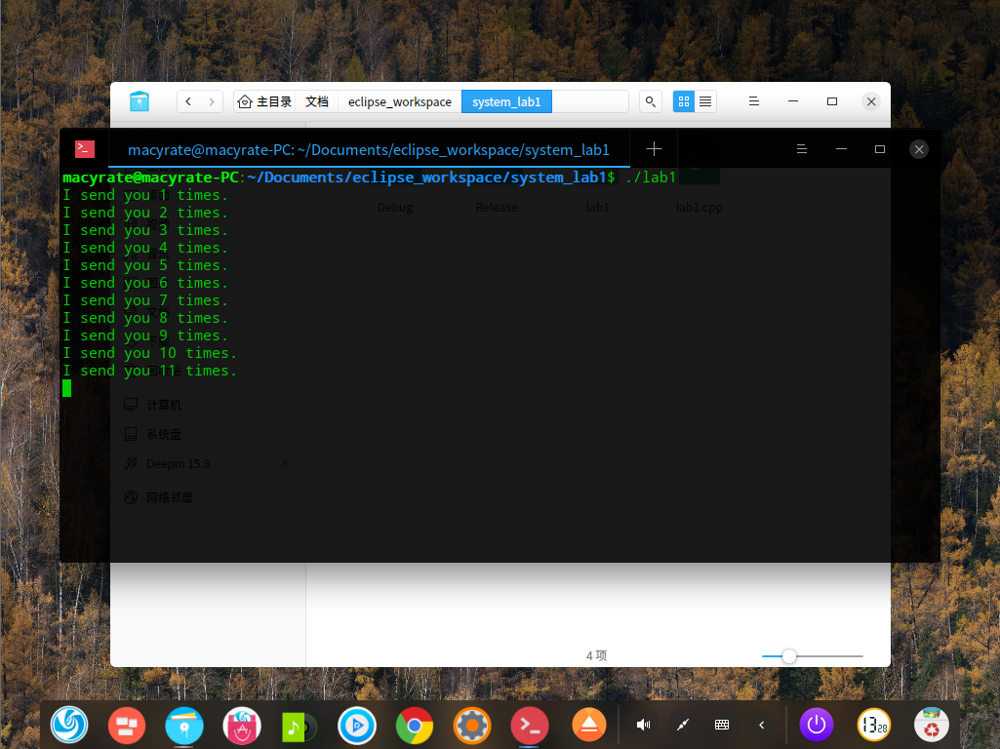 主目录 文档 eclipse_workspace system_lab1
macyrate@macyrate-PC: ~/Documents/eclipse_workspace/system_lab1
macyrate@macyrate-PC:~/Documents/eclipse_workspace/system_lab1$ ./lab1
I send you 1 times.
I send you 2 times.
Debug Release lab1 lab1.cpp
I send you 3 times.
I send you 4 times.
I send you 5 times.
I send you 6 times.
I send you 7 times.
I send you 8 times.
I send you 9 times.
I send you 10 times.
I send you 11 times.
计算机
系统盘
Deepin 15.8
网络邻居
4 项
13 28